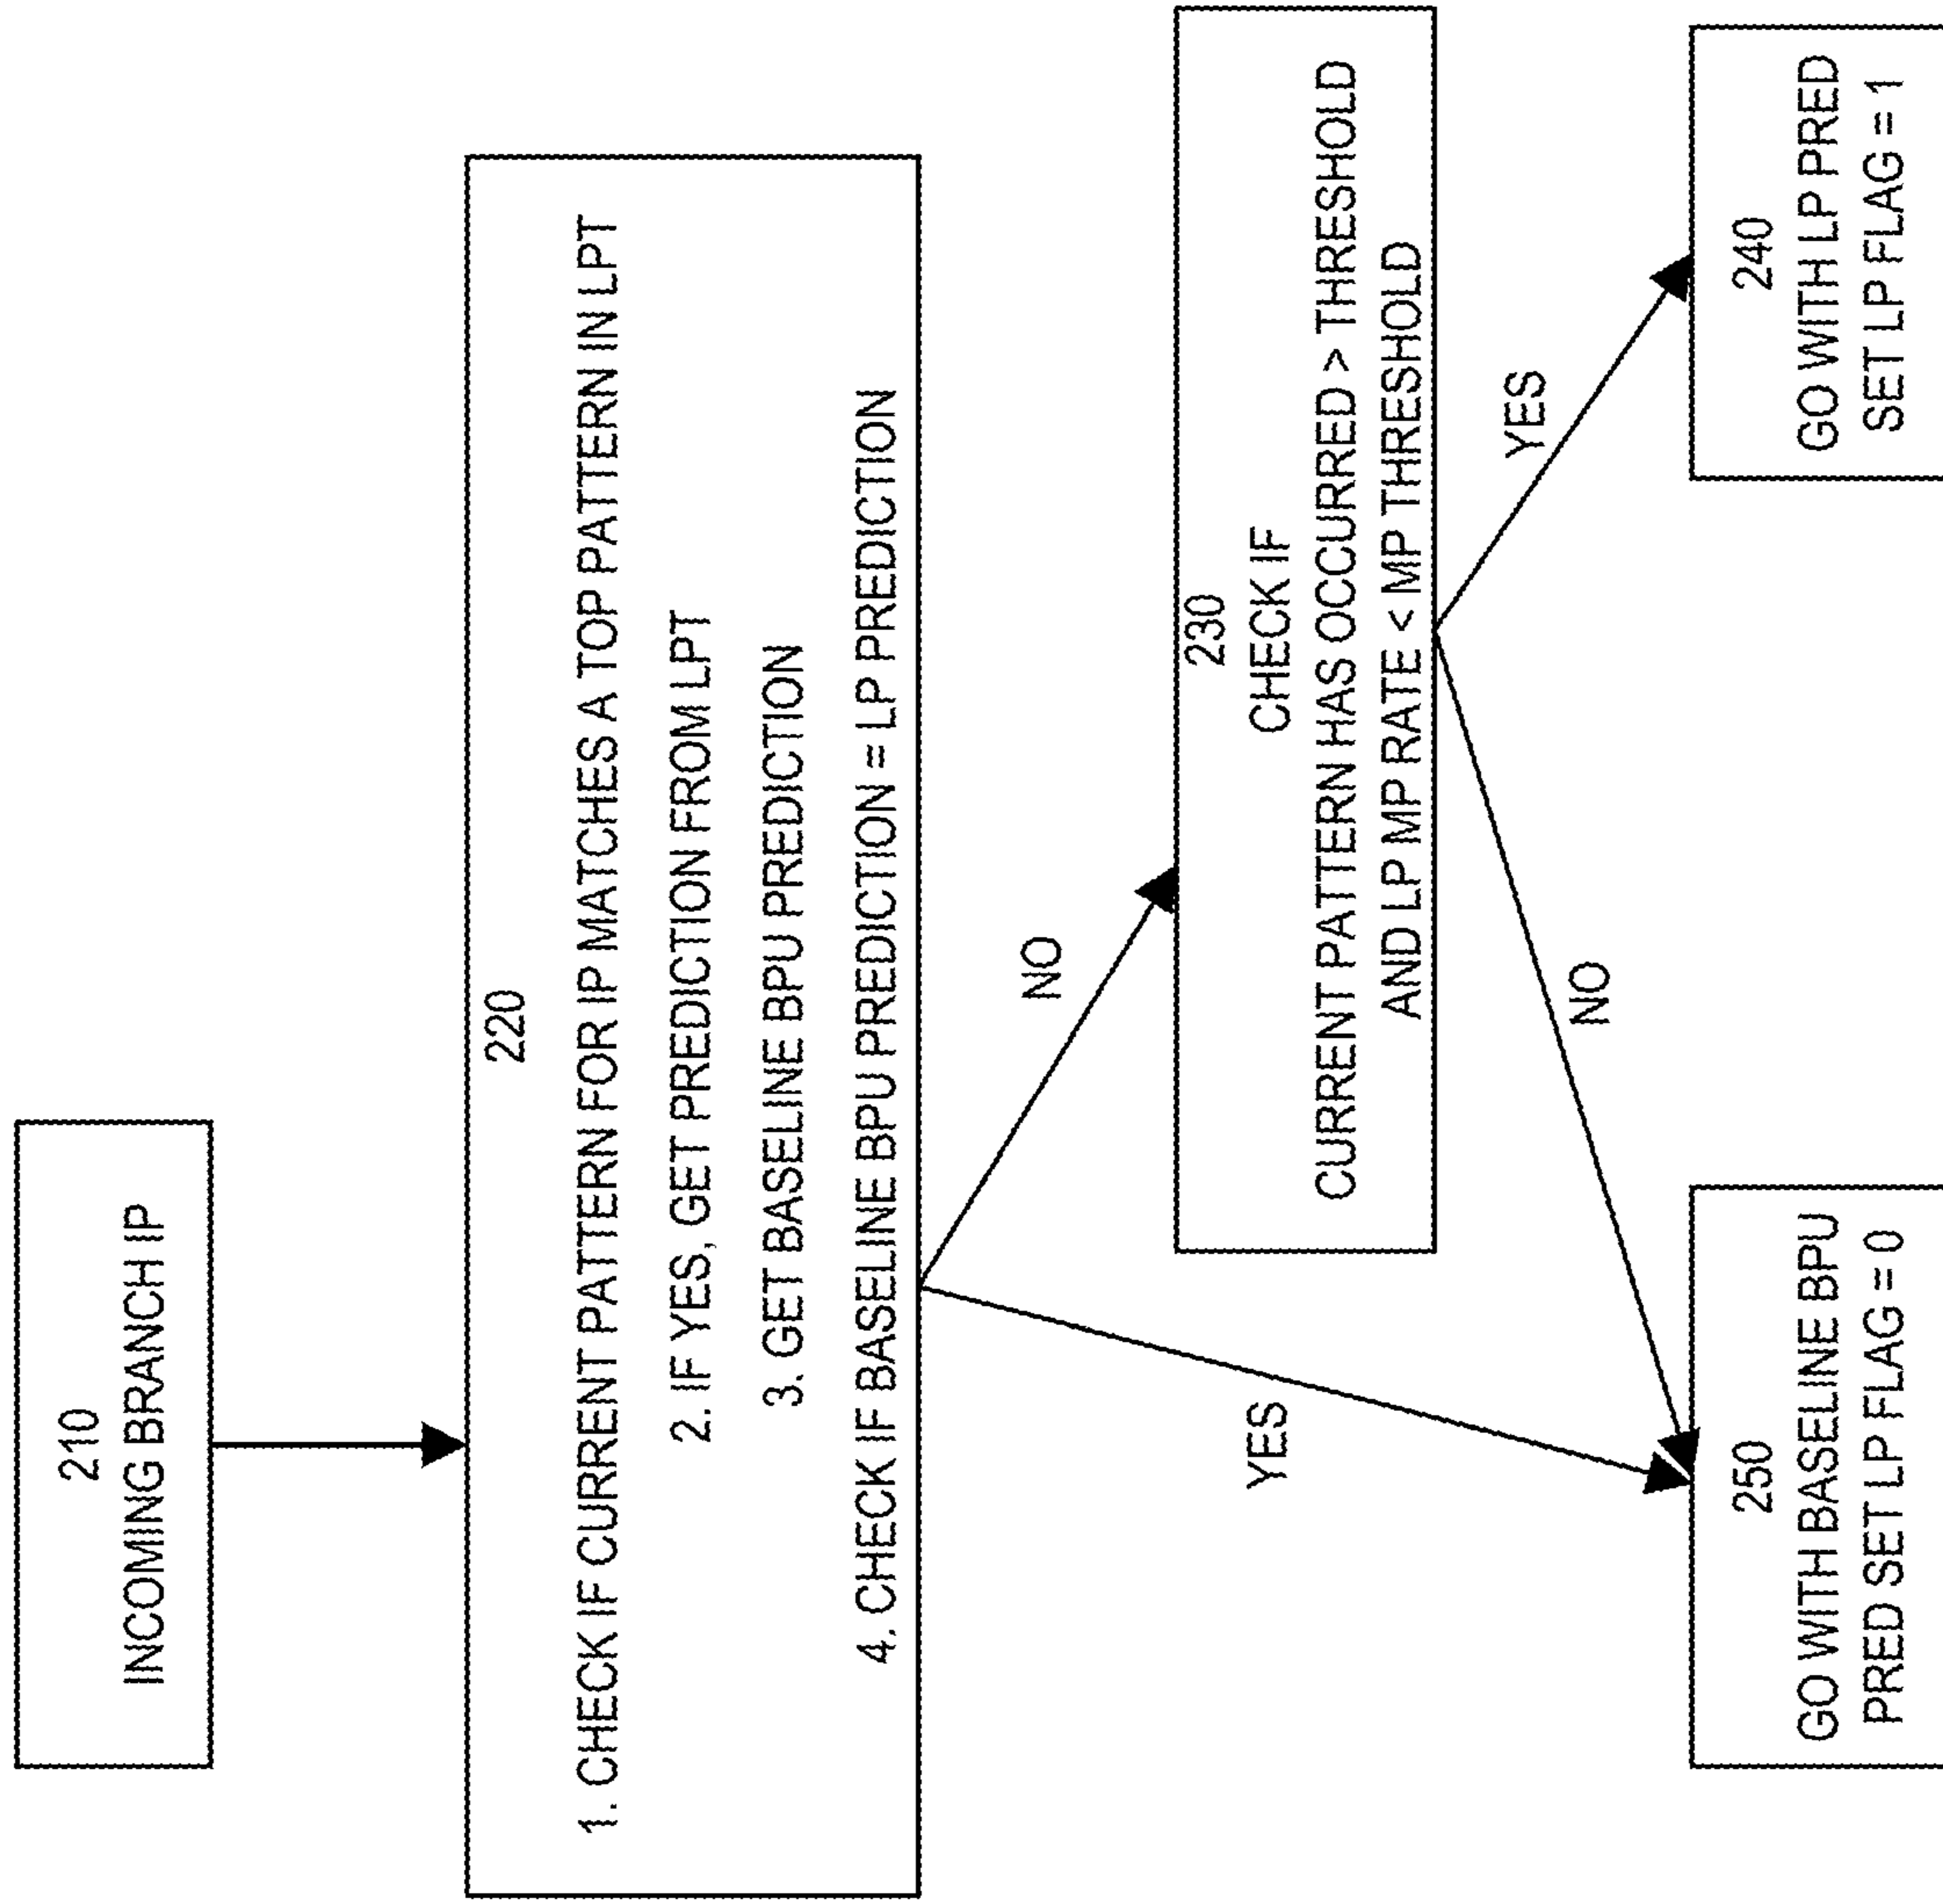 210
INCOMING BRANCH IP
220
1. CHECK IF CURRENT PATTERN FOR IP MATCHES A TOP PATTERN IN LPT
2. IF YES, GET PREDICTION FROM LPT
3. GET BASELINE BPU PREDICTION
4. CHECK IF BASELINE BPU PREDICTION = LP PREDICTION
YES
NO
230
CHECK IF
CURRENT PATTERN HAS OCCURRED > THRESHOLD
AND LP MP RATE < MP THRESHOLD
NO
YES
250
GO WITH BASELINE BPU
PRED SET LP FLAG = 0
240
GO WITH LP PRED
SET LP FLAG = 1